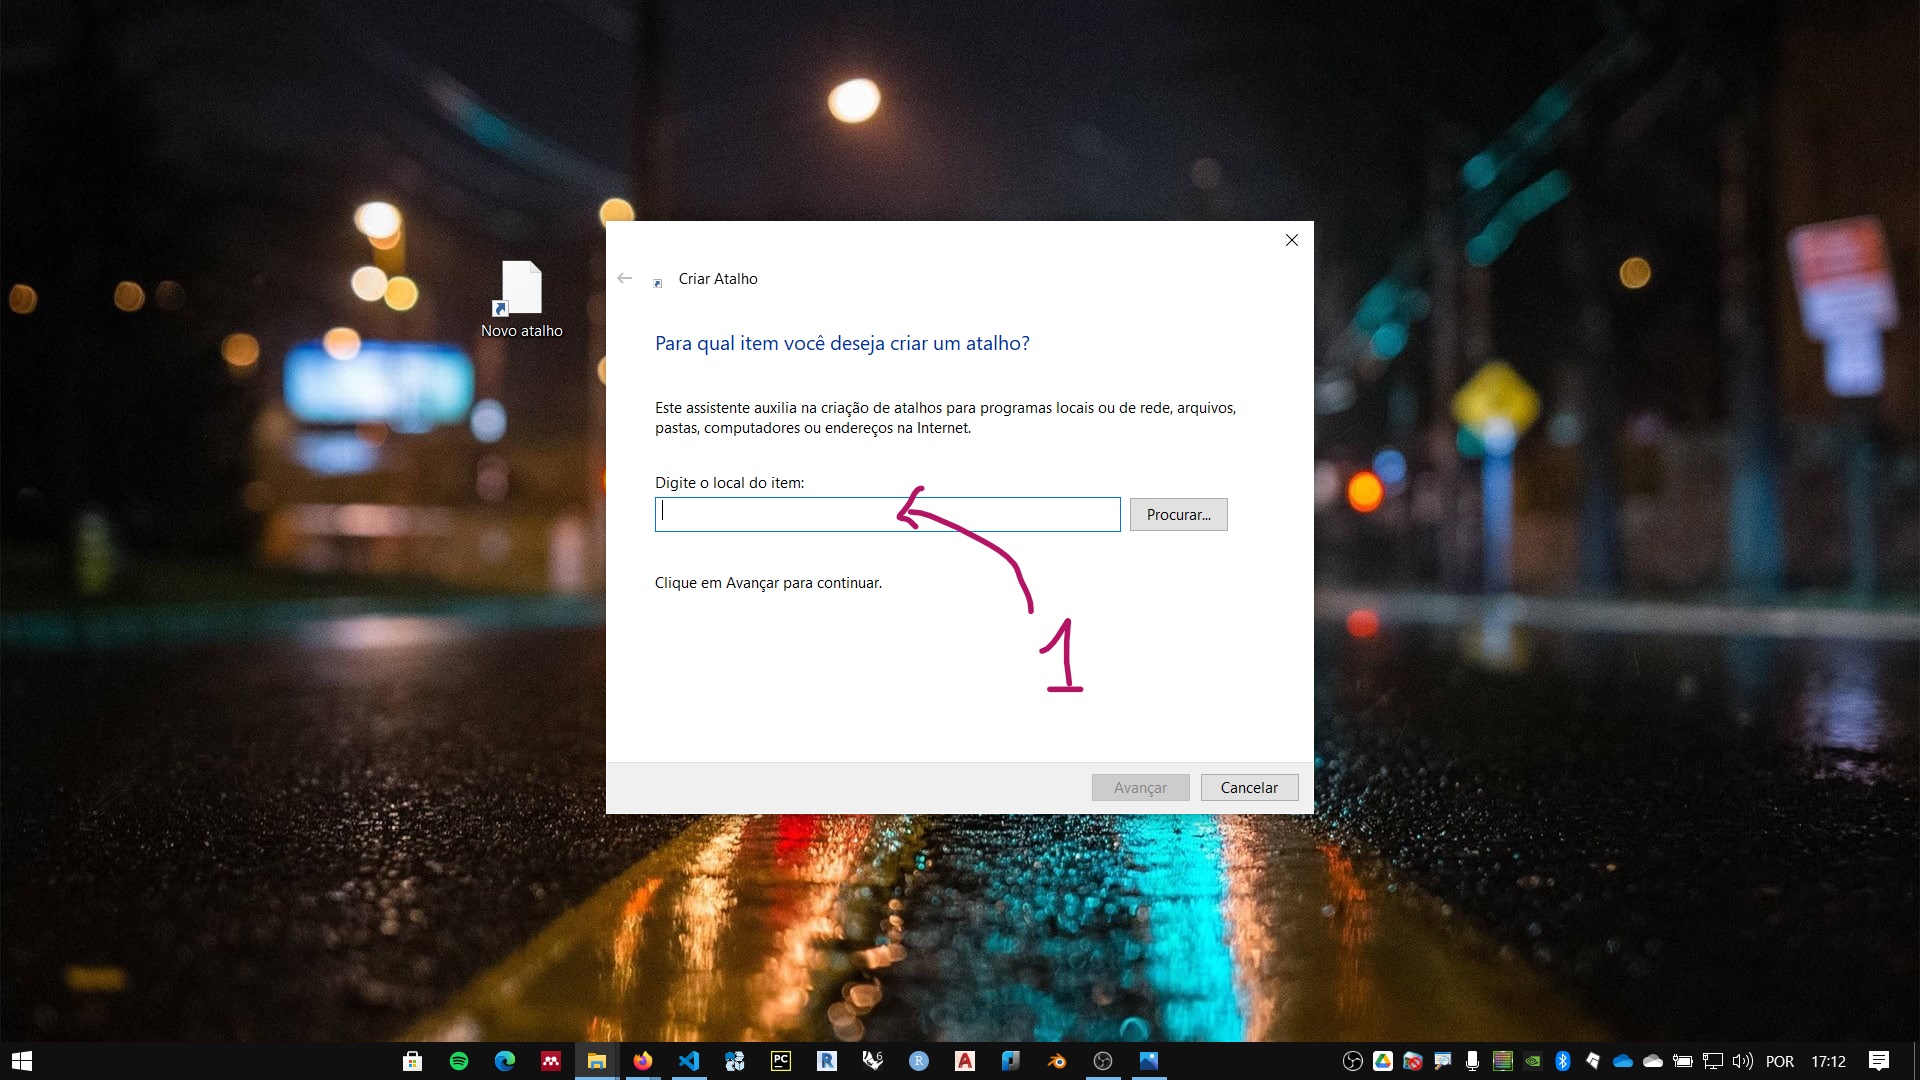 Criar Atalho
Novo atalho
Para qual item você deseja criar um atalho?
Este assistente auxilia na criação de atalhos para programas locais ou de rede, arquivos,
pastas, computadores ou endereços na Internet.
Digite o local do item:
Procurar...
Clique em Avançar para continuar.
1
Avançar
Cancelar
PC
R
6
R
A
POR
17:12